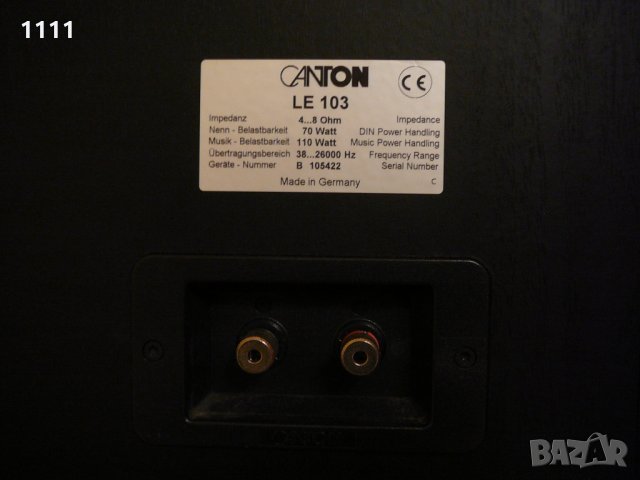 1111
CANTON
CE
LE 103
Impedanz 4...8 Ohm Impedance
Nenn - Belastbarkeit 70 Watt DIN Power Handling
Musik - Belastbarkeit 110 Watt Music Power Handling
Übertragungsbereich 38...26000 Hz Frequency Range
Geräte - Nummer B 105422 Serial Number
Made in Germany C
CANTON
BAZAR